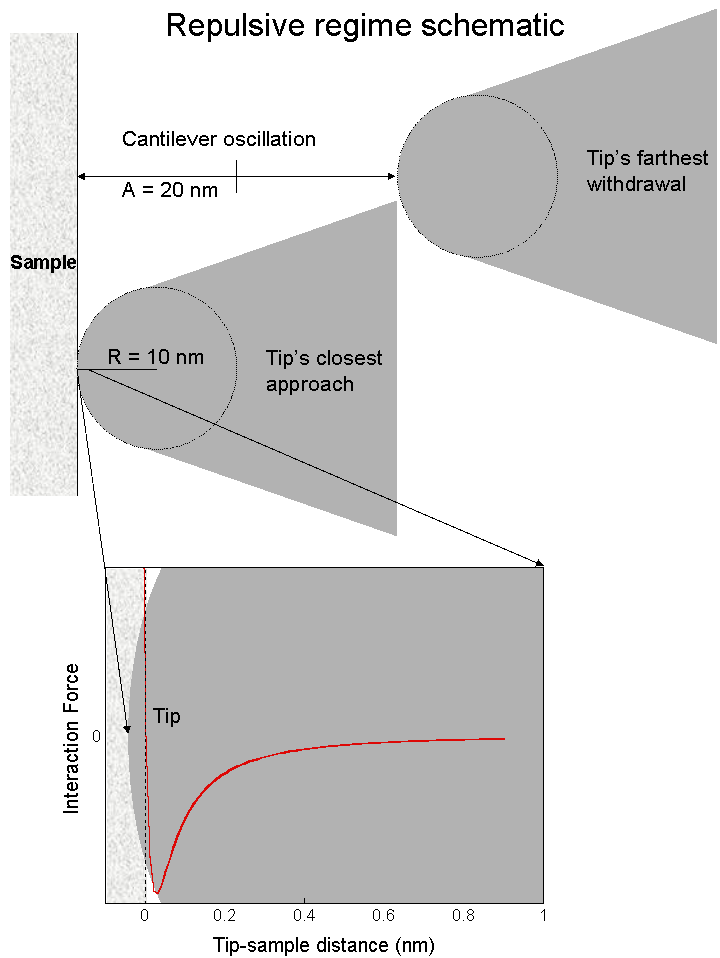 Repulsive regime schematic
Cantilever oscillation
A = 20 nm
Tip's farthest
withdrawal
Sample
R = 10 nm
Tip's closest
approach
Interaction Force
0
Tip
0
0.2
0.4
0.6
0.8
1
Tip-sample distance (nm)